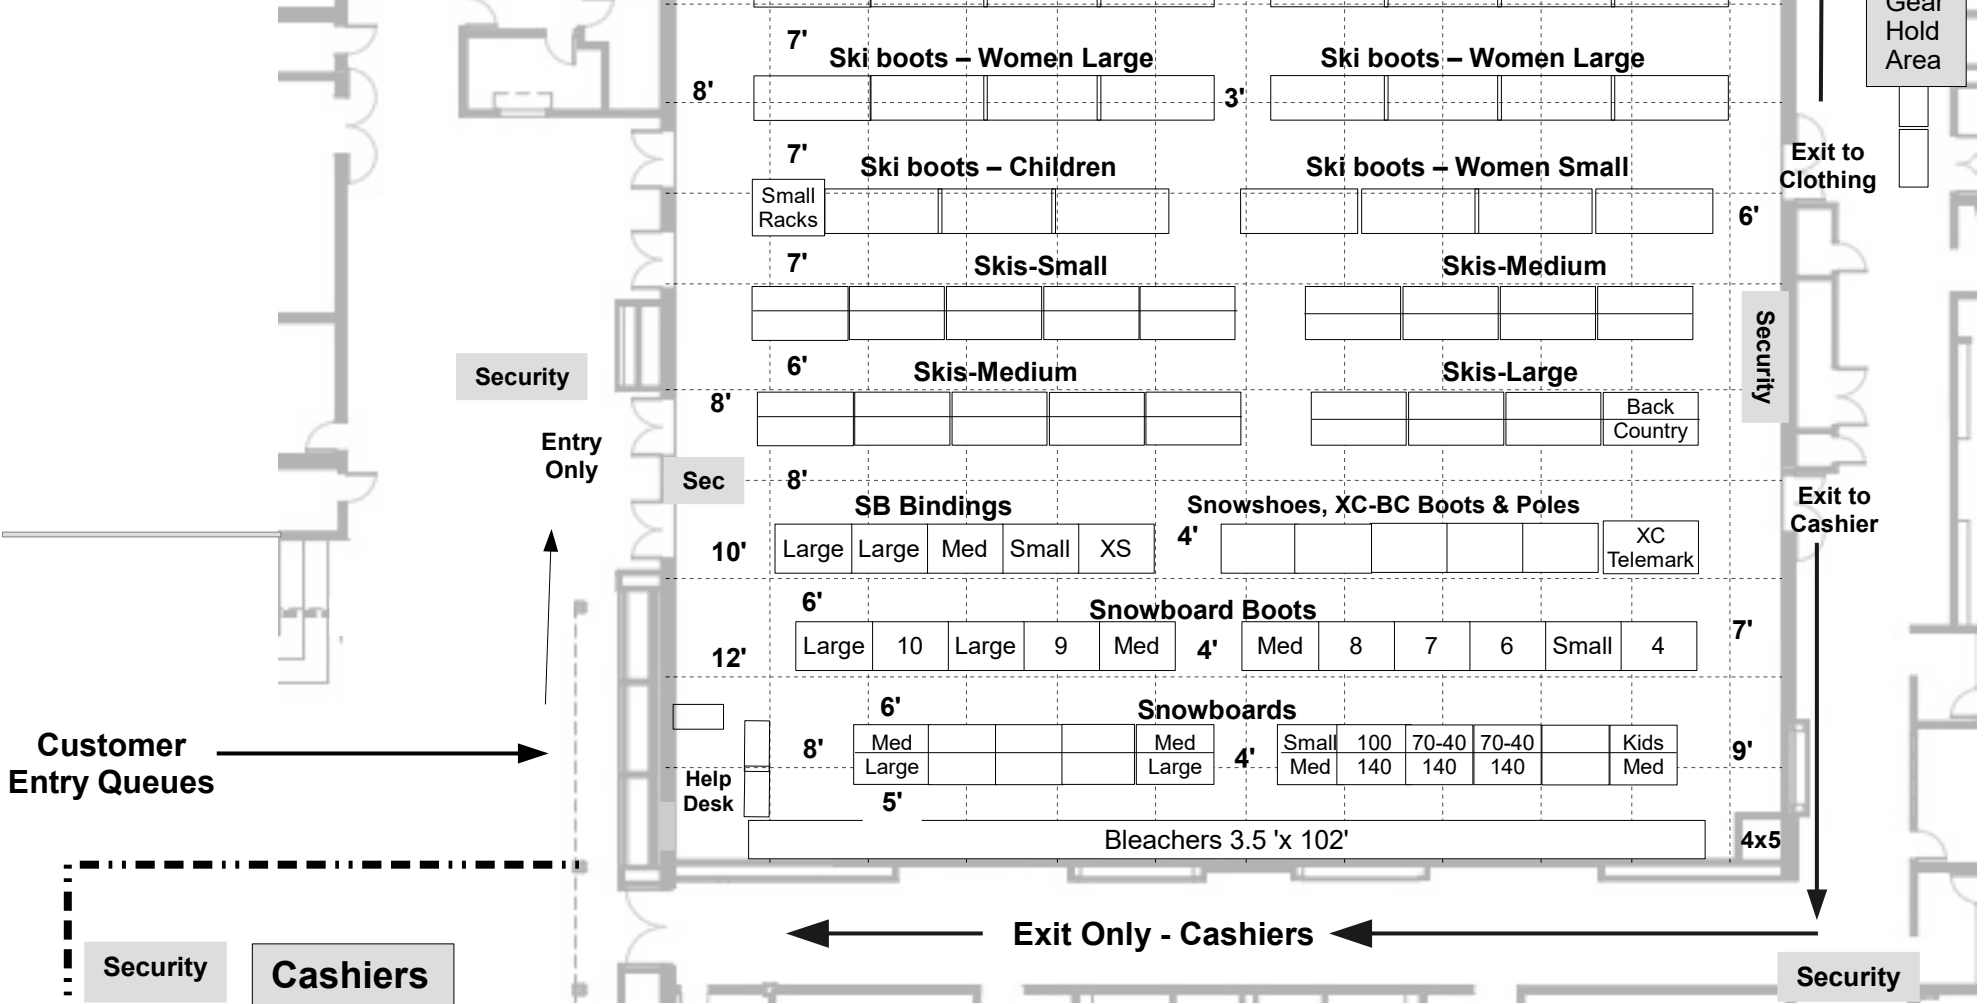 Gear
Hold
Area
7'
Ski boots – Women Large
Ski boots – Women Large
8'
3'
7'
Ski boots – Children
Ski boots – Women Small
Exit to
Clothing
Small
Racks
6'
7'
Skis-Small
Skis-Medium
Security
Security
6'
Skis-Medium
Skis-Large
8'
Back
Country
Entry
Only
Sec
8'
SB Bindings
Snowshoes, XC-BC Boots & Poles
Exit to
Cashier
10'
Large Large Med Small XS
4'
XC
Telemark
6'
Snowboard Boots
12'
Large 10 Large 9 Med
4'
Med 8 7 6 Small 4
7'
6'
Snowboards
Customer
Entry Queues
8'
Med Med
Large Large
4'
Small 100 70-40 70-40 Kids
Med 140 140 140 Med
9'
Help
Desk
5'
Bleachers 3.5 'x 102'
4x5
Exit Only - Cashiers
Security
Cashiers
Security